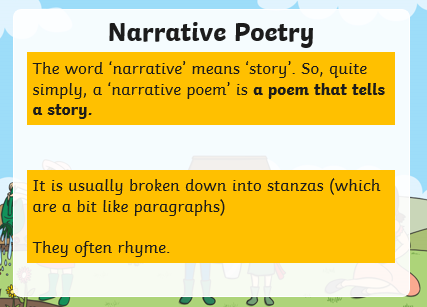 Narrative Poetry
The word ‘narrative’ means ‘story’. So, quite
simply, a ‘narrative poem’ is a poem that tells
a story.
It is usually broken down into stanzas (which
are a bit like paragraphs)
They often rhyme.